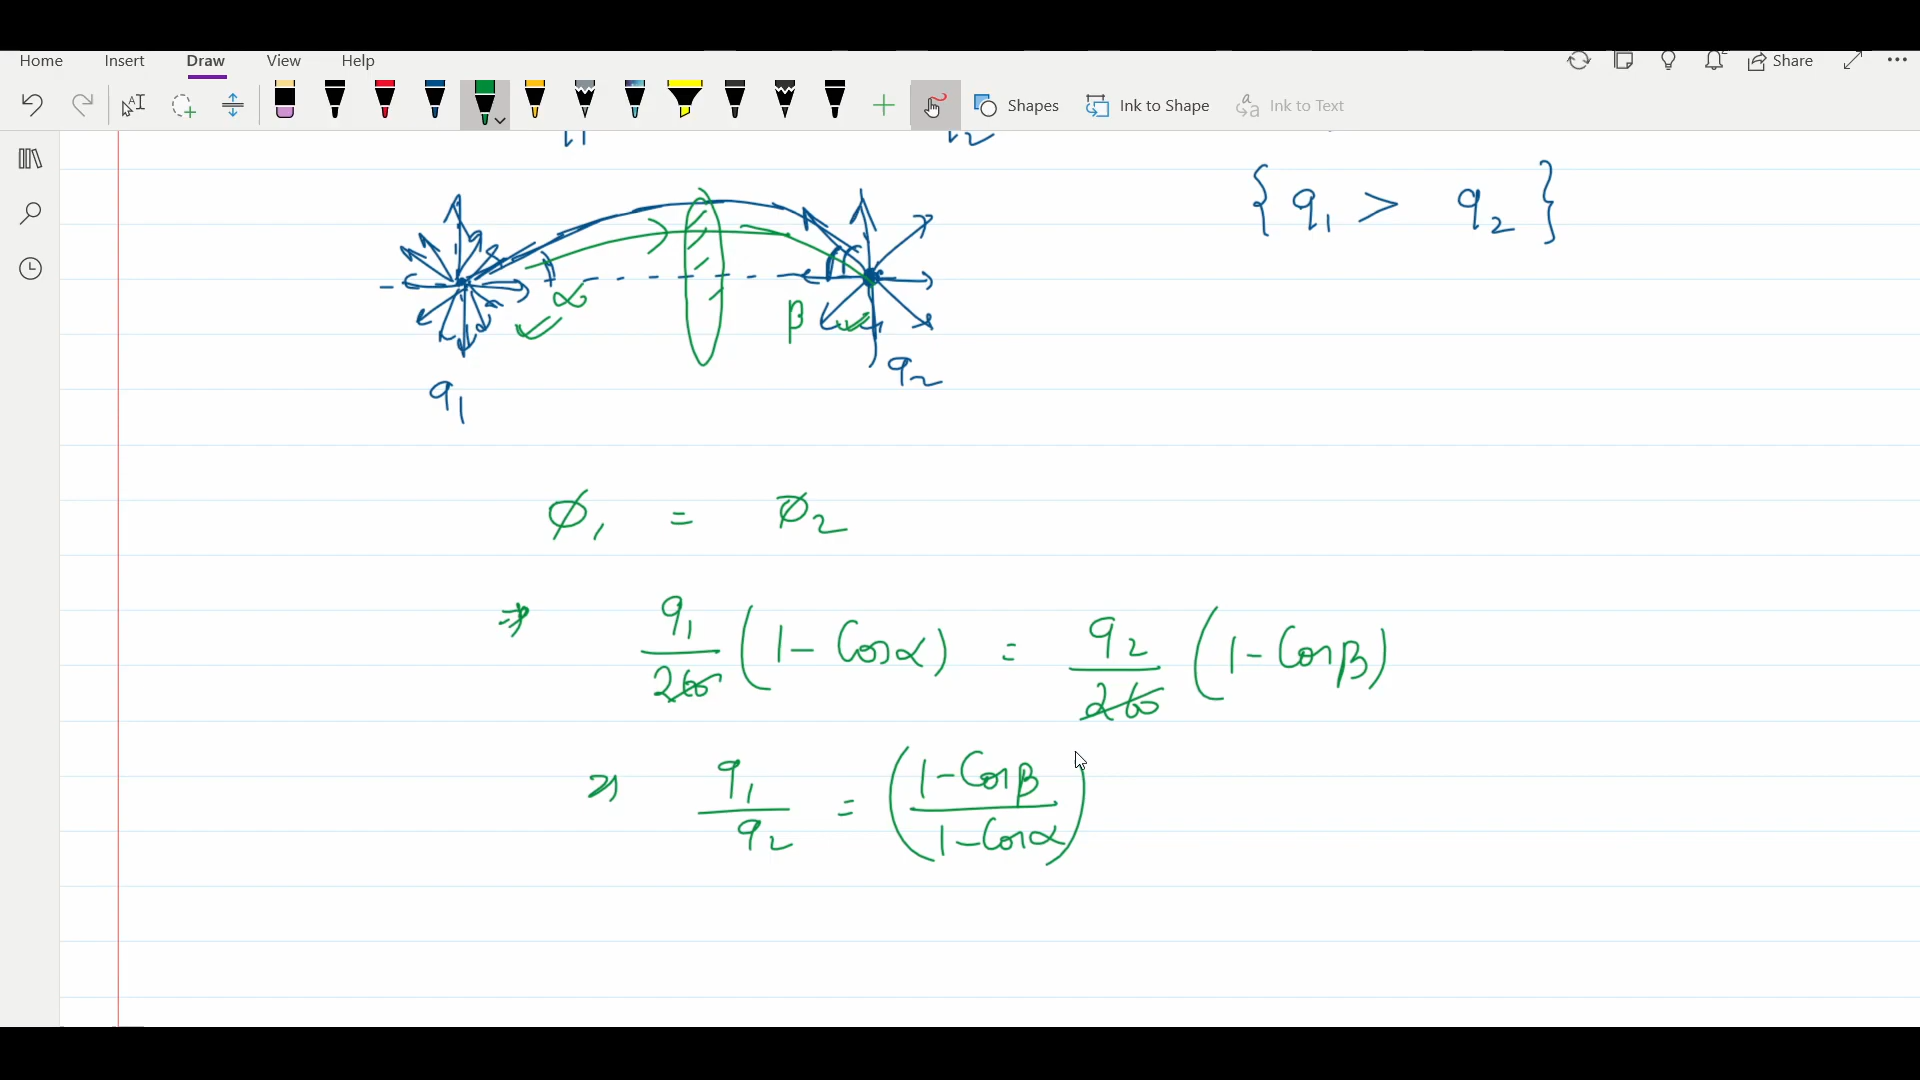 Home Insert Draw View Help Share
Shapes Ink to Shape Ink to Text
{ q₁ > q₂ }
α
β
q₂
q₁
ϕ₁ = ϕ₂
⇒ q₁/2ϵ₀ (1 - Cosα) = q₂/2ϵ₀ (1 - Cosβ)
⇒ q₁/q₂ = (1 - Cosβ / 1 - Cosα)